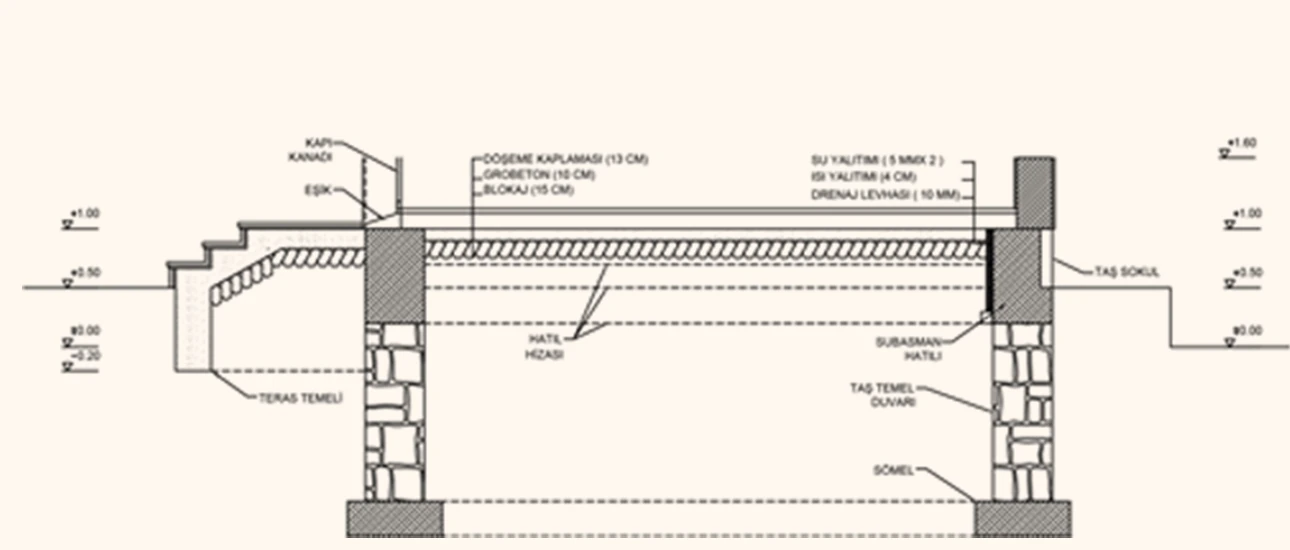 KAPI
KANADI
EŞİK
DÖŞEME KAPLAMASI (13 CM)
GROBETON (10 CM)
BLOKAJ (15 CM)
SU YALITIMI ( 5 MMX 2 )
ISI YALITIMI (4 CM)
DRENAJ LEVHASI ( 10 MM)
+1.60
+1.00
+1.00
+0.50
TAŞ SOKUL
+0.50
±0.00
-0.20
±0.00
HATIL
HİZASI
SUBASMAN
HATILI
TERAS TEMELİ
TAŞ TEMEL
DUVARI
SÖMEL